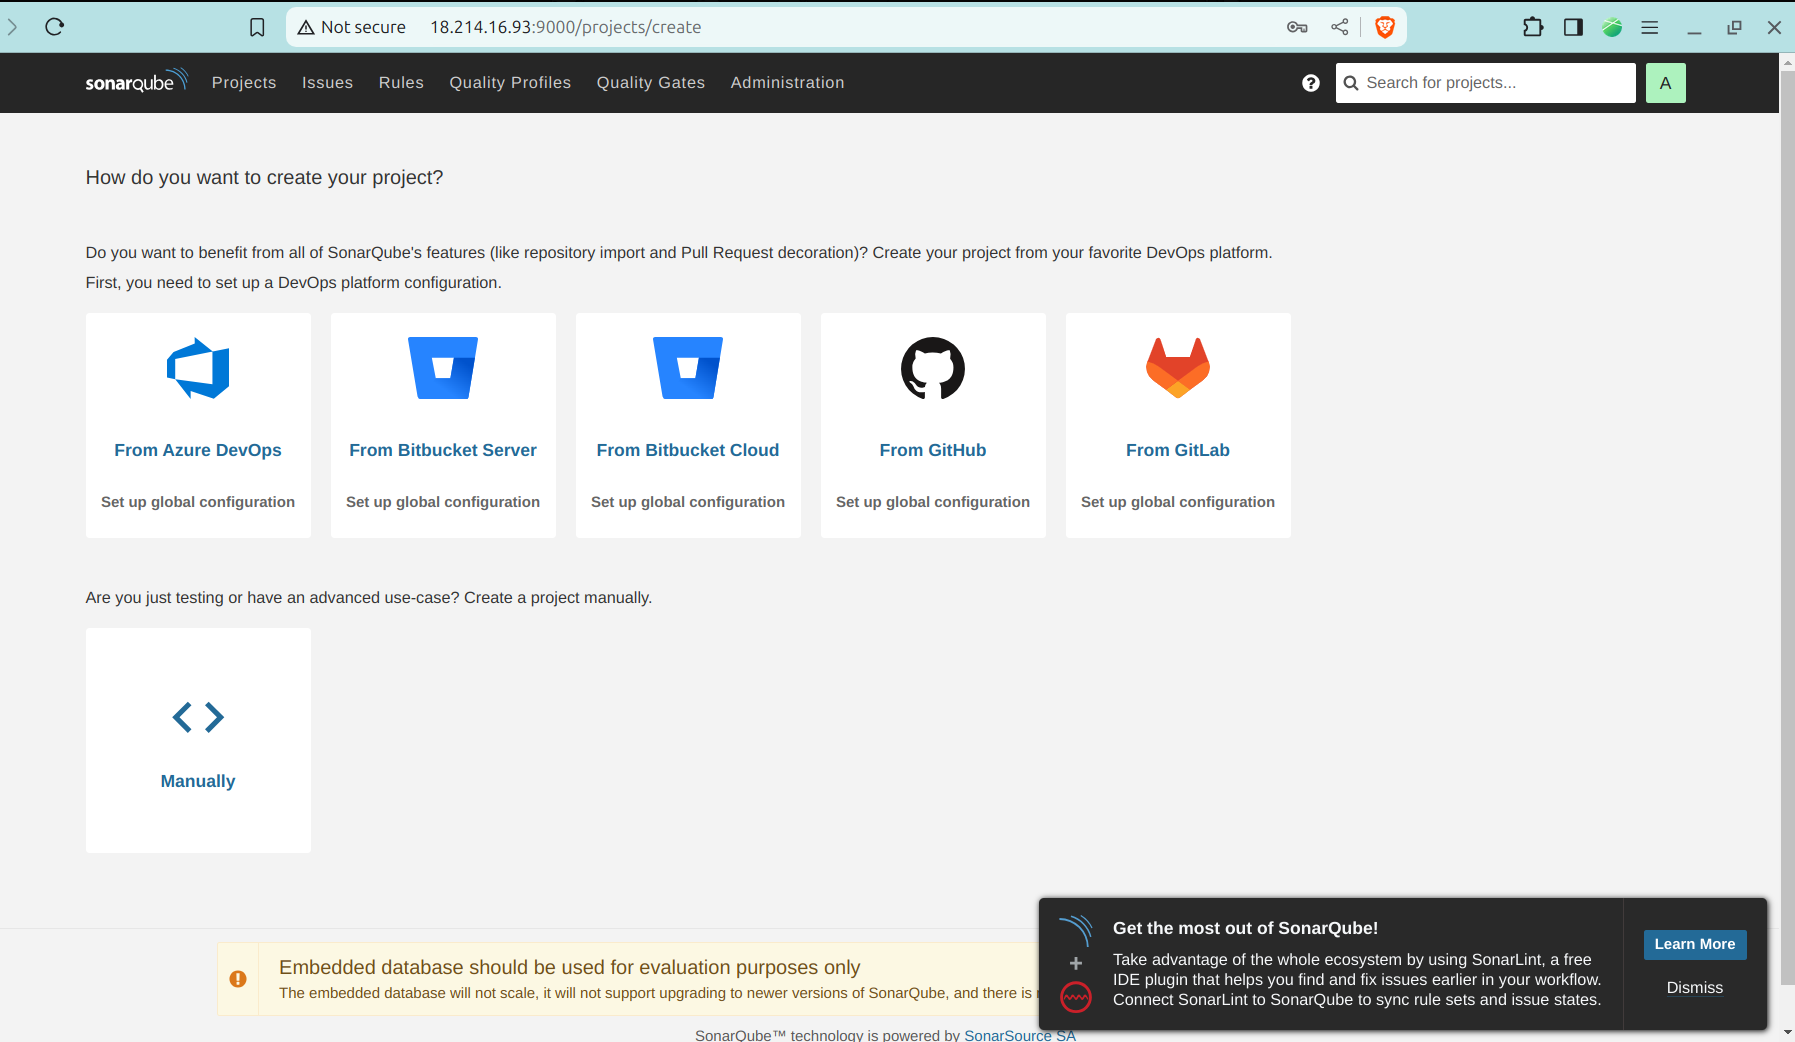 Not secure 18.214.16.93:9000/projects/create
sonarqube Projects Issues Rules Quality Profiles Quality Gates Administration ? Search for projects... A
How do you want to create your project?
Do you want to benefit from all of SonarQube's features (like repository import and Pull Request decoration)? Create your project from your favorite DevOps platform.
First, you need to set up a DevOps platform configuration.
From Azure DevOps From Bitbucket Server From Bitbucket Cloud From GitHub From GitLab
Set up global configuration Set up global configuration Set up global configuration Set up global configuration Set up global configuration
Are you just testing or have an advanced use-case? Create a project manually.
Manually
Embedded database should be used for evaluation purposes only
The embedded database will not scale, it will not support upgrading to newer versions of SonarQube, and there is
Get the most out of SonarQube!
Take advantage of the whole ecosystem by using SonarLint, a free
IDE plugin that helps you find and fix issues earlier in your workflow.
Connect SonarLint to SonarQube to sync rule sets and issue states.
Learn More
Dismiss
SonarQube™ technology is powered by SonarSource SA